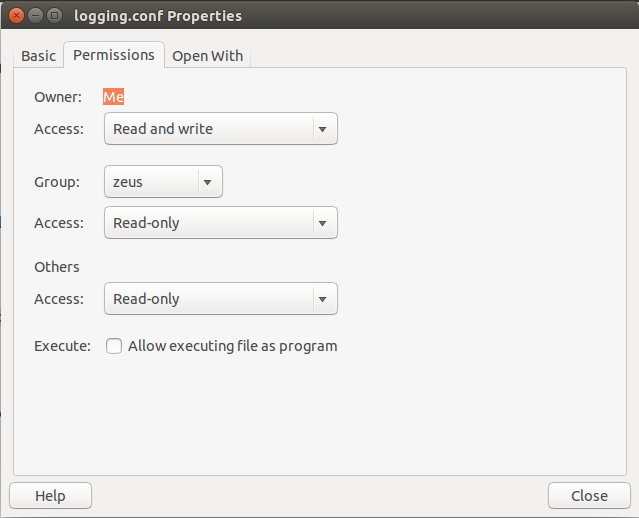 logging.conf Properties
Basic Permissions Open With
Owner: Me
Access: Read and write
Group: zeus
Access: Read-only
Others
Access: Read-only
Execute: Allow executing file as program
Help Close